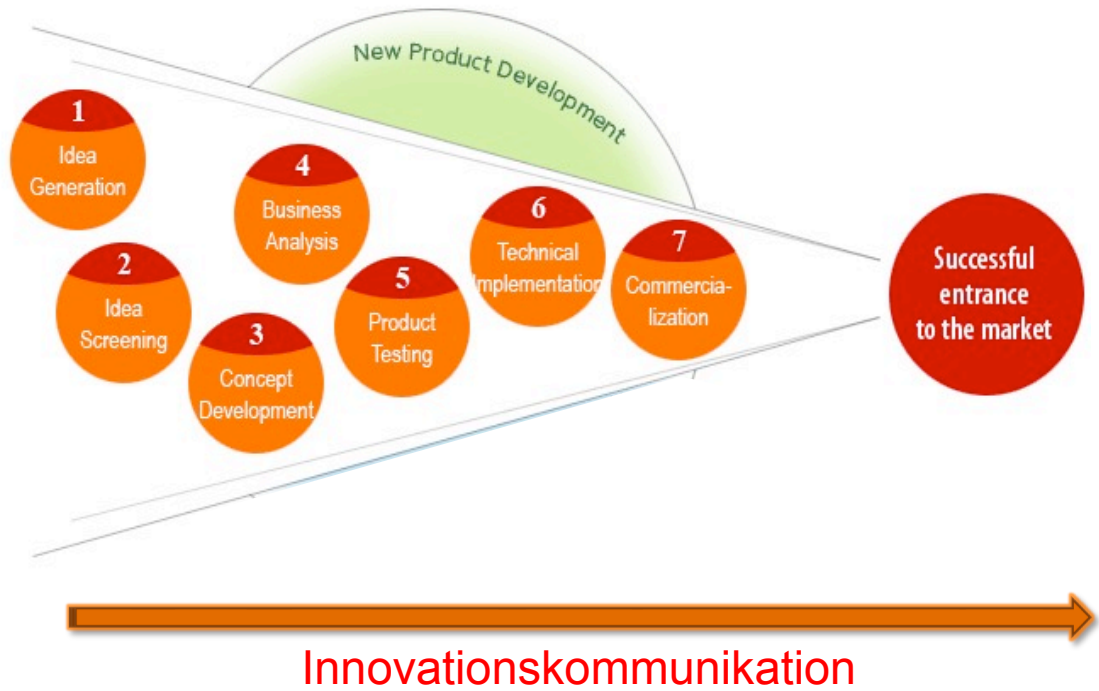 New Product Development
1
Idea
Generation
2
Idea
Screening
3
Concept
Development
4
Business
Analysis
5
Product
Testing
6
Technical
Implementation
7
Commercia-
lization
Successful
entrance
to the market
Innovationskommunikation